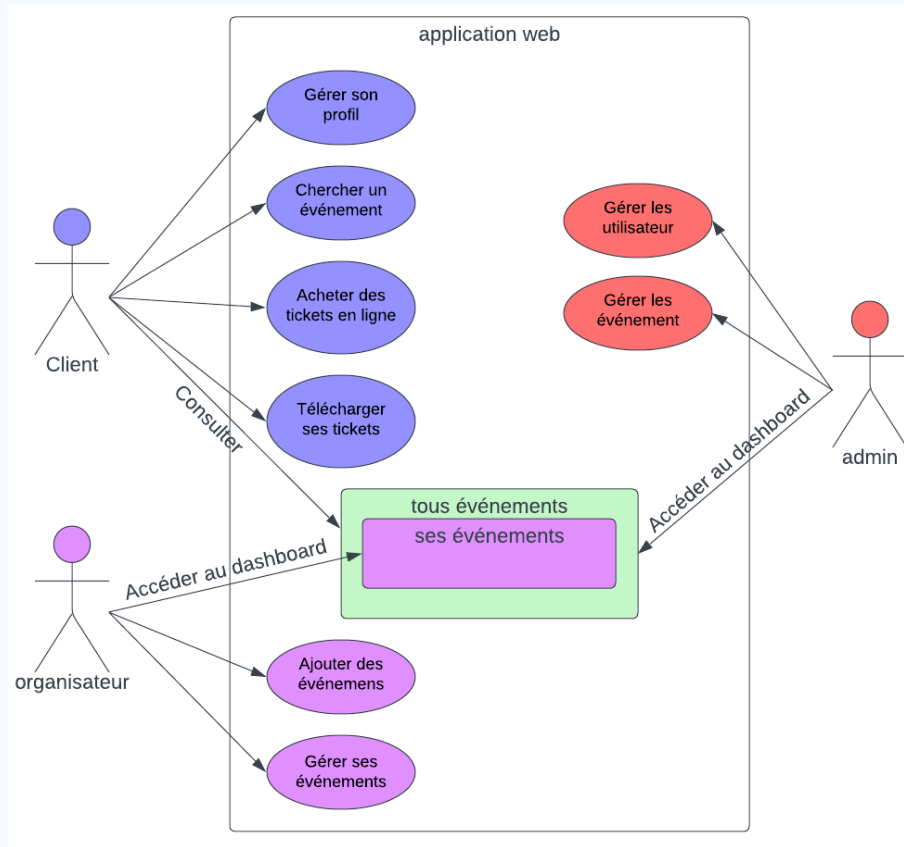 application web
Gérer son
profil
Chercher un
événement
Gérer les
utilisateur
Acheter des
tickets en ligne
Gérer les
événement
Client
Consulter
Télécharger
ses tickets
Accéder au dashboard
admin
tous événements
ses événements
Accéder au dashboard
organisateur
Ajouter des
événemens
Gérer ses
événements